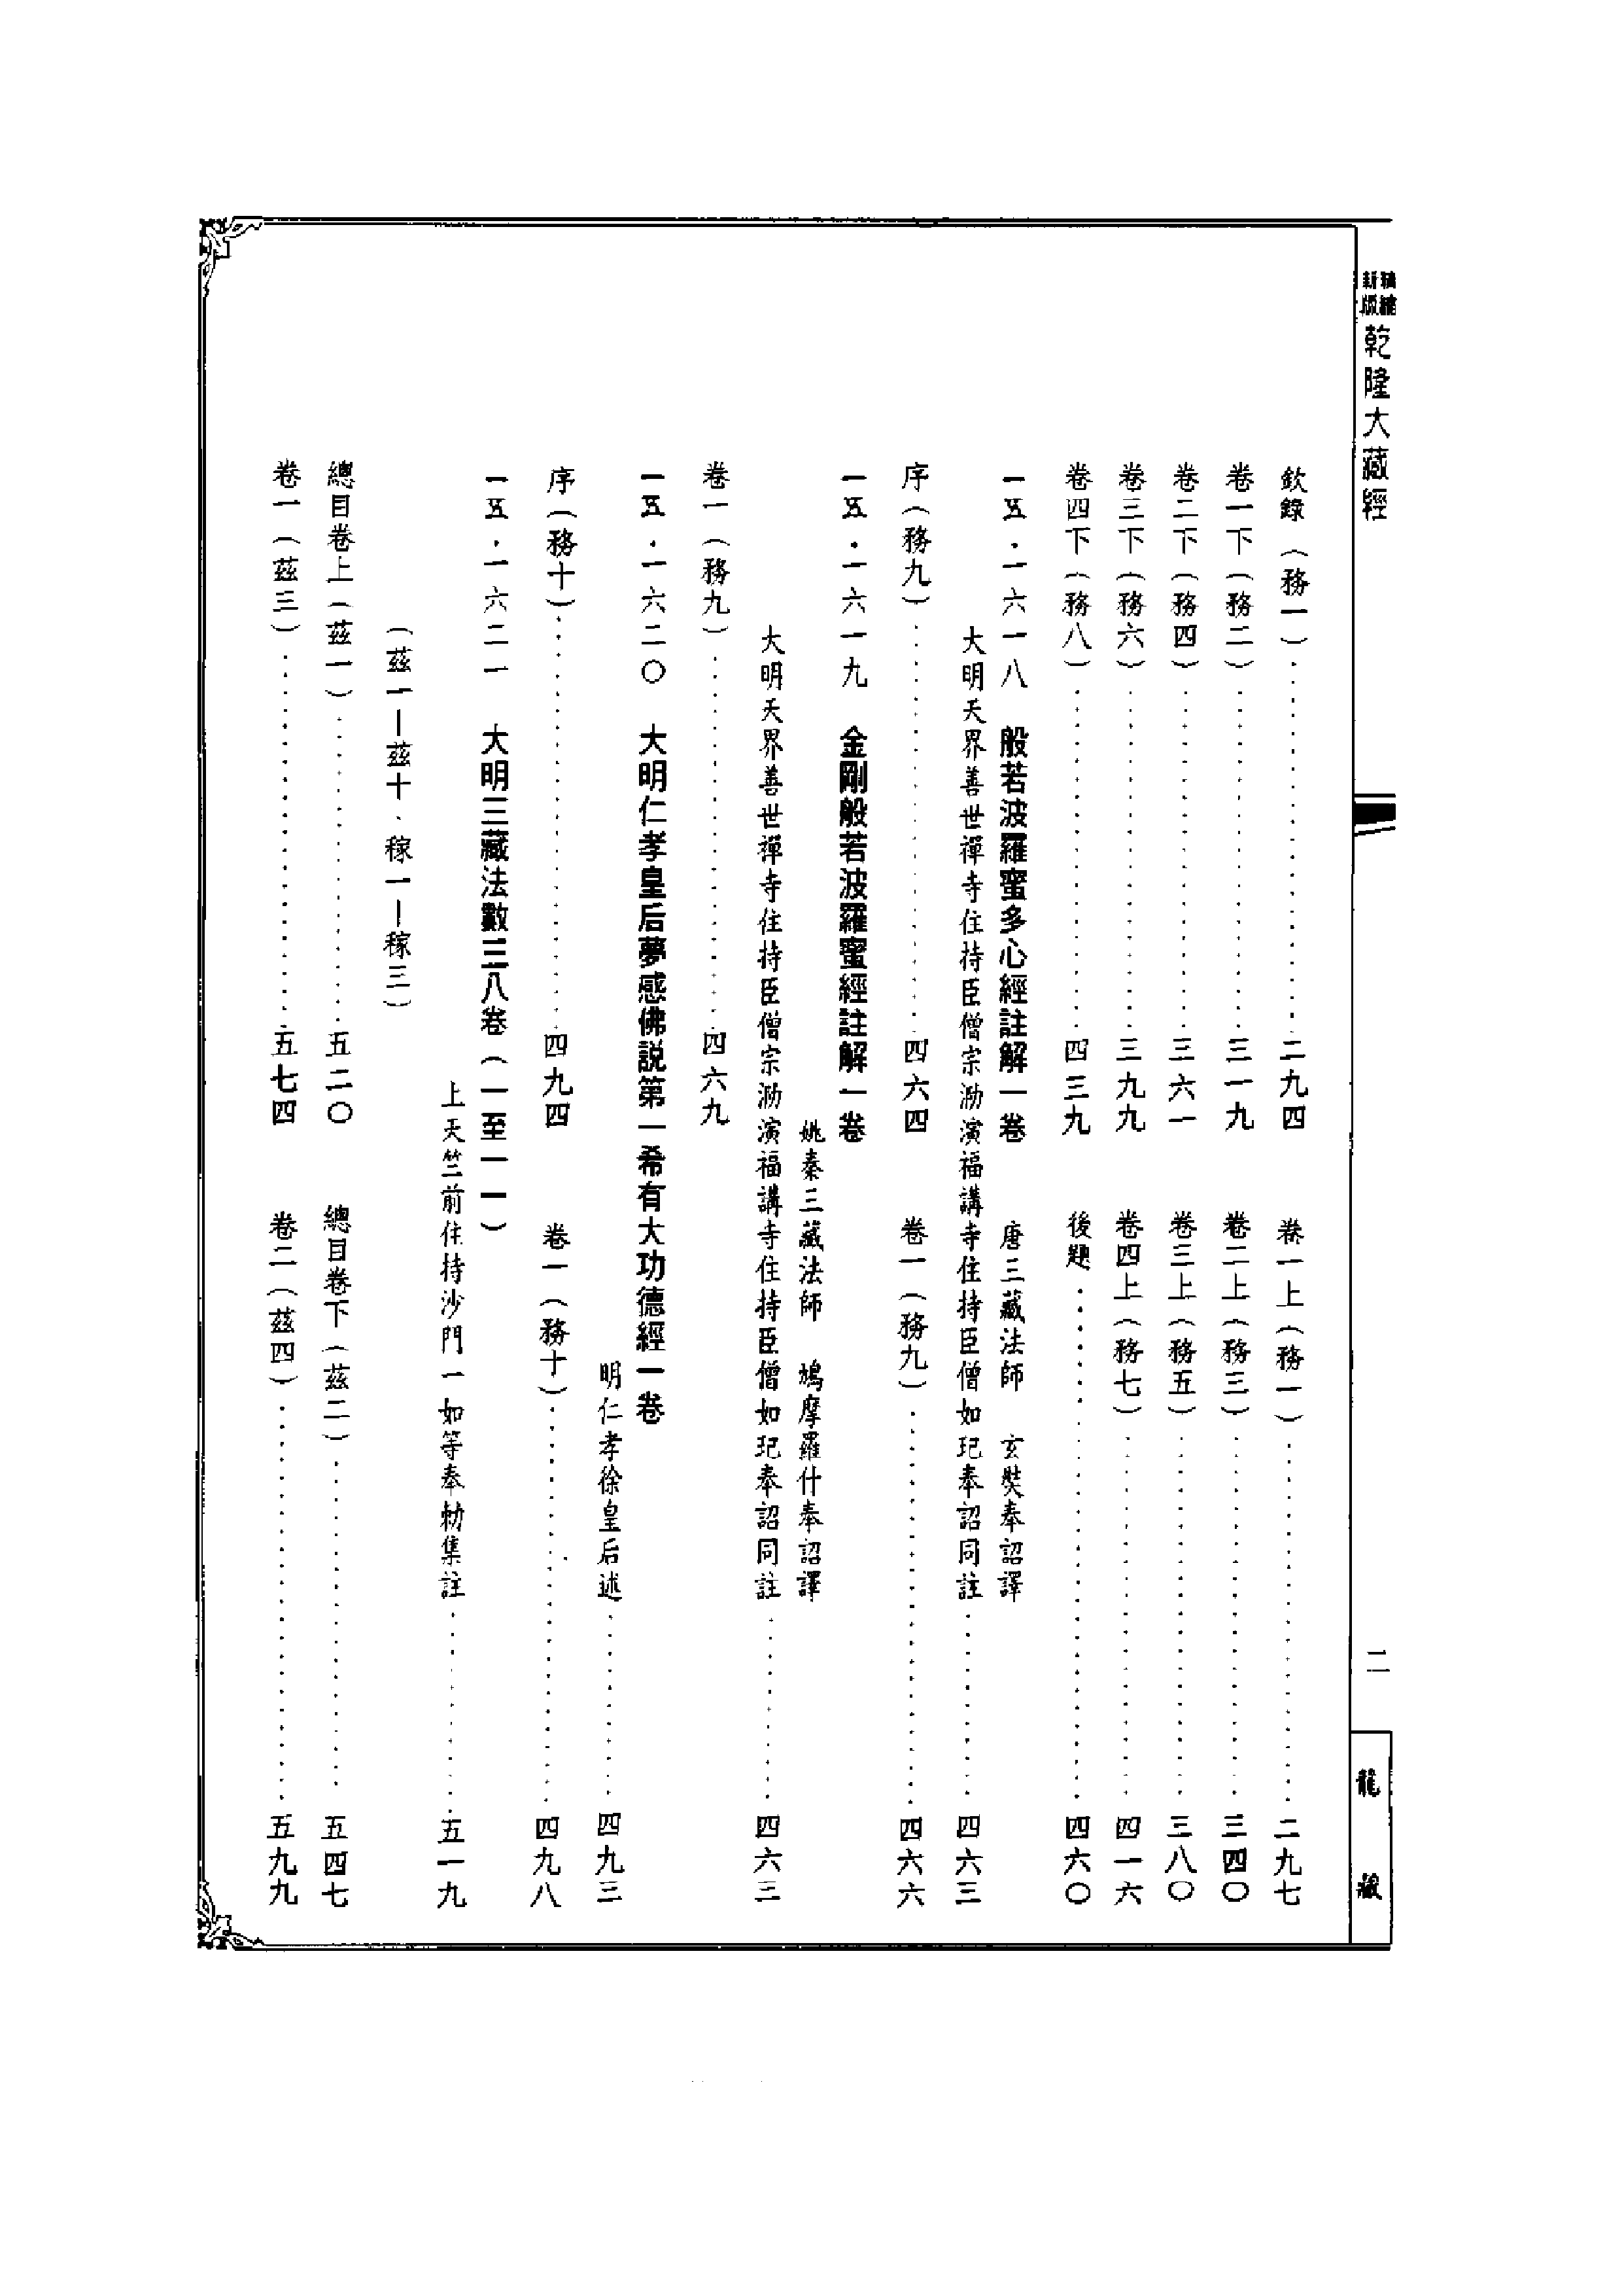 新版 精縮 乾隆大藏經
二
龍藏
欽錄（務一）……二九四 卷一上（務一）……二九七
卷一下（務二）……三一九 卷二上（務三）……三四〇
卷二下（務四）……三六一 卷三上（務五）……三八〇
卷三下（務六）……三九九 卷四上（務七）……四一六
卷四下（務八）……四三九 後題……四六〇
一五．一六一八 般若波羅蜜多心經註解一卷 唐三藏法師 玄奘奉詔譯
大明天界善世禪寺住持臣僧宗泐演福講寺住持臣僧如玘奉詔同註……四六三
序（務九）……四六四 卷一（務九）……四六六
一五．一六一九 金剛般若波羅蜜經註解一卷
姚秦三藏法師 鳩摩羅什奉詔譯
大明天界善世禪寺住持臣僧宗泐演福講寺住持臣僧如玘奉詔同註……四六三
卷一（務九）……四六九
一五．一六二〇 大明仁孝皇后夢感佛説第一希有大功德經一卷
明仁孝徐皇后述……四九三
序（務十）……四九四 卷一（務十）……四九八
一五．一六二一 大明三藏法數三八卷（一至一一）
上天竺前住持沙門一如等奉勑集註……五一九
（茲一—茲十、稼一—稼三）
總目卷上（茲一）……五二〇 總目卷下（茲二）……五四七
卷一（茲三）……五七四 卷二（茲四）……五九九